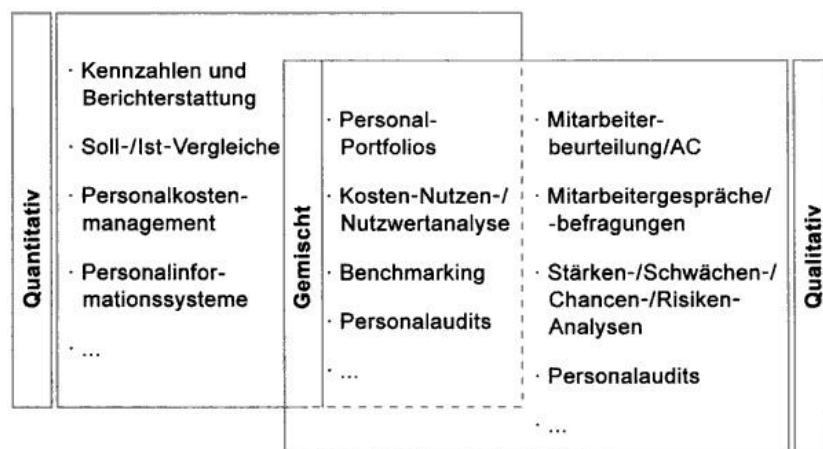 Quantitativ
· Kennzahlen und
Berichterstattung
· Soll-/Ist-Vergleiche
· Personalkosten-
management
· Personalinfor-
mationssysteme
· ...
Gemischt
· Personal-
Portfolios
· Kosten-Nutzen-/
Nutzwertanalyse
· Benchmarking
· Personalaudits
· ...
· Mitarbeiter-
beurteilung/AC
· Mitarbeitergespräche/
-befragungen
· Stärken-/Schwächen-/
Chancen-/Risiken-
Analysen
· Personalaudits
· ...
Qualitativ